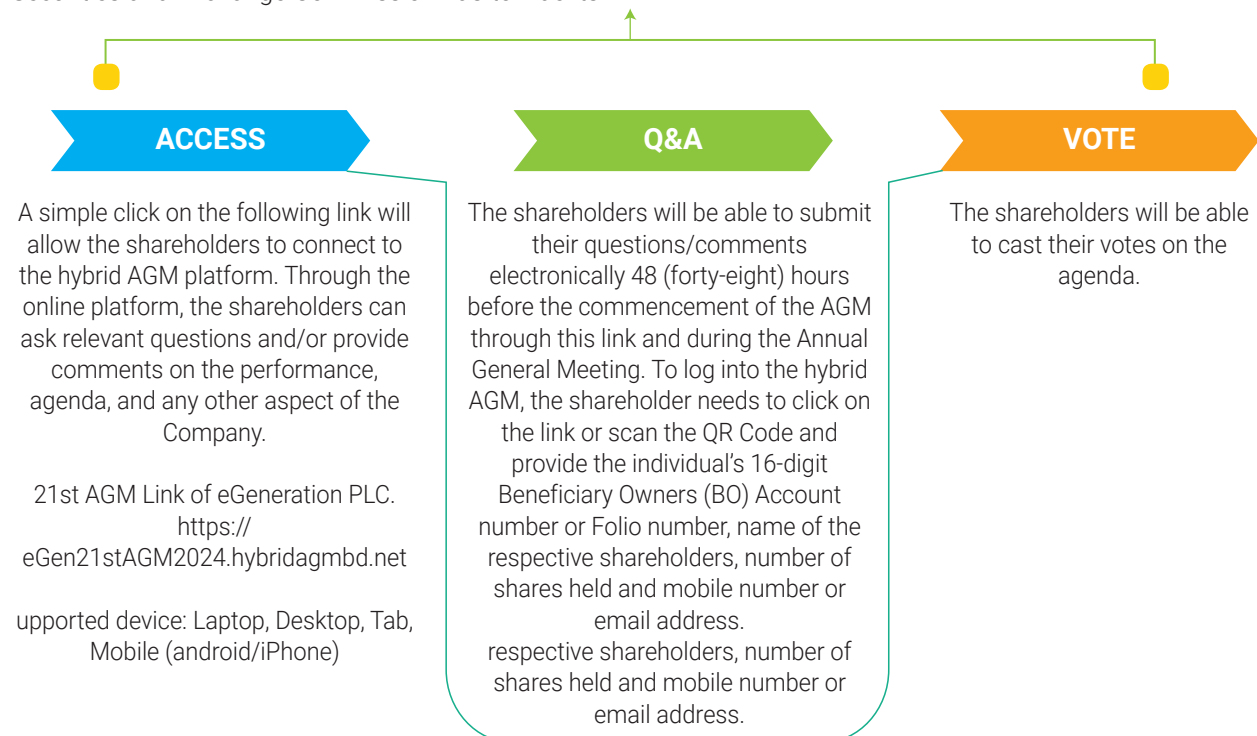 ACCESS
A simple click on the following link will
allow the shareholders to connect to
the hybrid AGM platform. Through the
online platform, the shareholders can
ask relevant questions and/or provide
comments on the performance,
agenda, and any other aspect of the
Company.
21st AGM Link of eGeneration PLC.
https://
eGen21stAGM2024.hybridagmbd.net
upported device: Laptop, Desktop, Tab,
Mobile (android/iPhone)
Q&A
The shareholders will be able to submit
their questions/comments
electronically 48 (forty-eight) hours
before the commencement of the AGM
through this link and during the Annual
General Meeting. To log into the hybrid
AGM, the shareholder needs to click on
the link or scan the QR Code and
provide the individual's 16-digit
Beneficiary Owners (BO) Account
number or Folio number, name of the
respective shareholders, number of
shares held and mobile number or
email address.
respective shareholders, number of
shares held and mobile number or
email address.
VOTE
The shareholders will be able
to cast their votes on the
agenda.